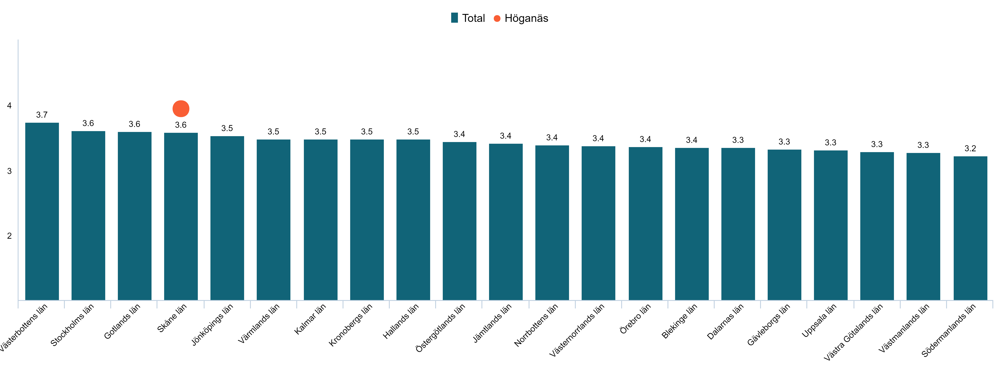 Total Höganäs
4
3
2
3.7 3.6 3.6 3.6 3.5 3.5 3.5 3.5 3.5 3.4 3.4 3.4 3.4 3.4 3.4 3.3 3.3 3.3 3.3 3.3 3.2
Västerbottens län
Stockholms län
Gotlands län
Skåne län
Jönköpings län
Värmlands län
Kalmar län
Kronobergs län
Hallands län
Östergötlands län
Jämtlands län
Norrbottens län
Västernorrlands län
Örebro län
Blekinge län
Dalarnas län
Gävleborgs län
Uppsala län
Västra Götalands län
Västmanlands län
Södermanlands län